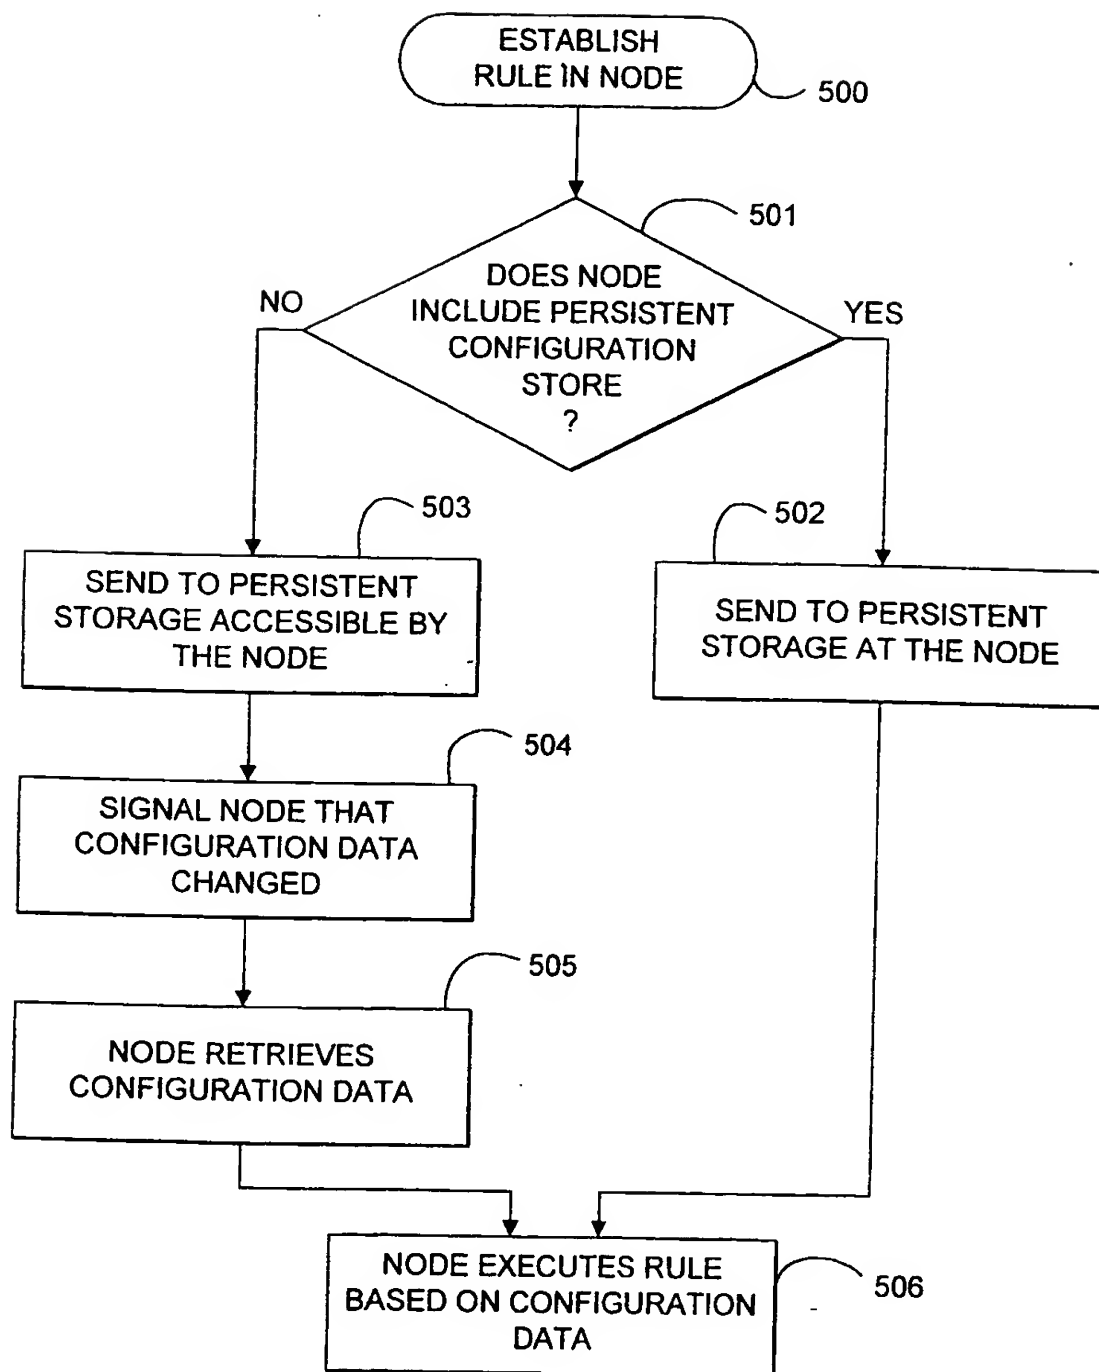 ESTABLISH
RULE IN NODE
500
501
DOES NODE
INCLUDE PERSISTENT
CONFIGURATION
STORE
?
NO
YES
503
502
SEND TO PERSISTENT
STORAGE ACCESSIBLE BY
THE NODE
SEND TO PERSISTENT
STORAGE AT THE NODE
504
SIGNAL NODE THAT
CONFIGURATION DATA
CHANGED
505
NODE RETRIEVES
CONFIGURATION DATA
NODE EXECUTES RULE
BASED ON CONFIGURATION
DATA
506